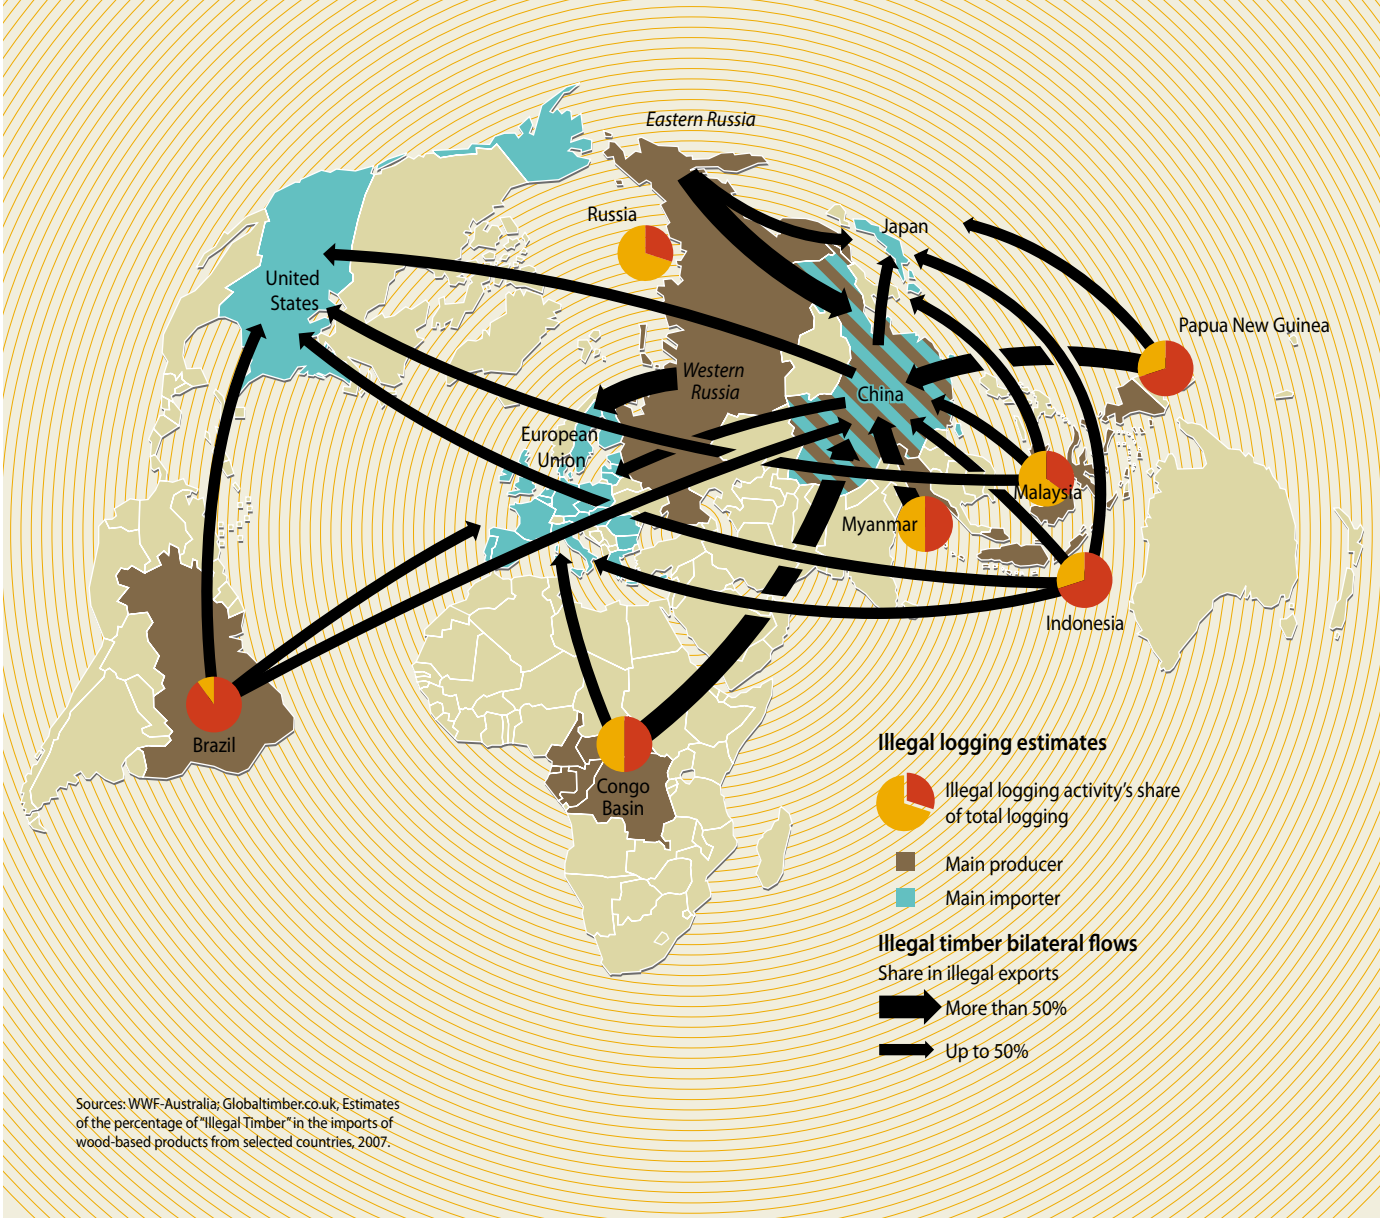 Eastern Russia
Russia
Japan
United
States
Papua New Guinea
Western
Russia
China
European
Union
Malaysia
Myanmar
Indonesia
Brazil
Congo
Basin
Illegal logging estimates
Illegal logging activity's share
of total logging
Main producer
Main importer
Illegal timber bilateral flows
Share in illegal exports
More than 50%
Up to 50%
Sources: WWF-Australia; Globaltimber.co.uk, Estimates
of the percentage of "Illegal Timber" in the imports of
wood-based products from selected countries, 2007.